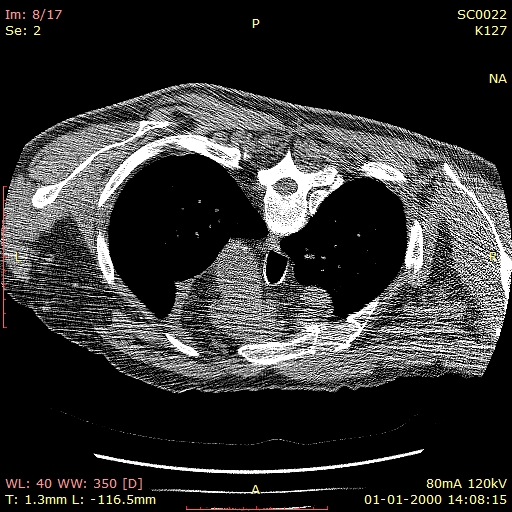 Im: 8/17
Se: 2
P
SC0022
K127
NA
L
R
WL: 40 WW: 350 [D]
T: 1.3mm L: -116.5mm
A
80mA 120kV
01-01-2000 14:08:15